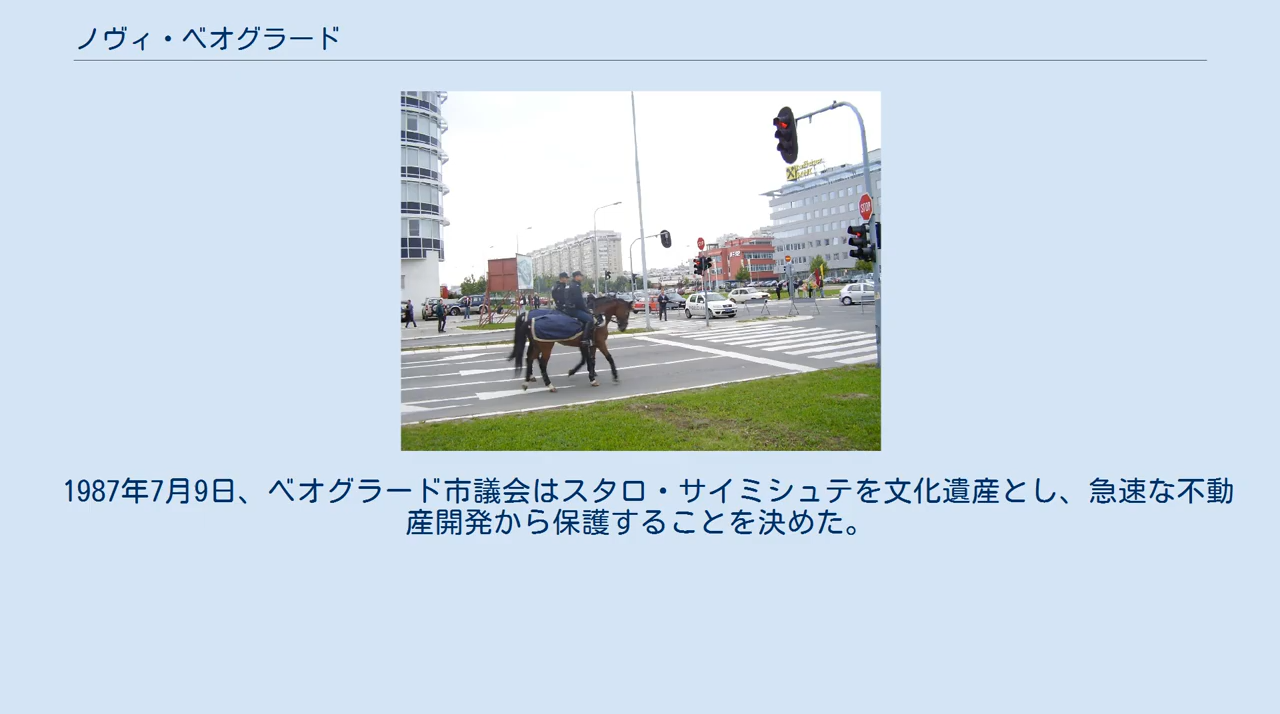 ノヴィ・ベオグラード
STOP
1987年7月9日、ベオグラード市議会はスタロ・サイミシュテを文化遺産とし、急速な不動
産開発から保護することを決めた。